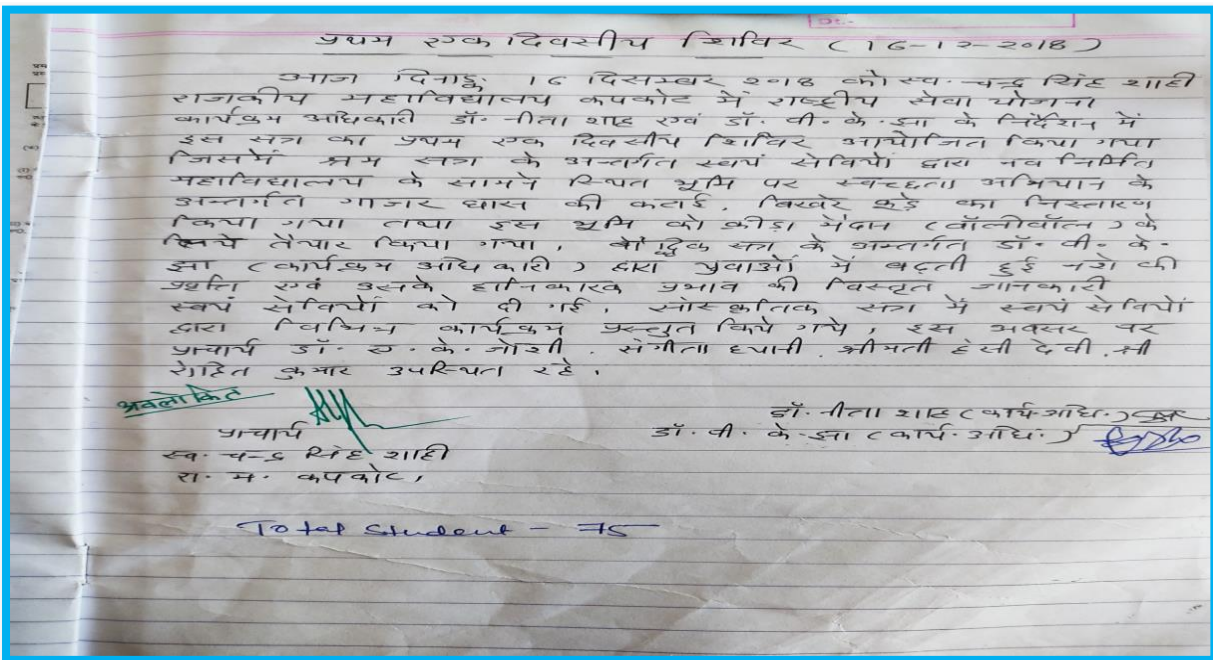 प्रथम एक दिवसीय शिविर (16-12-2018)
आज दिनाङ्क 16 दिसम्बर 2018 को स्व. चन्द्र सिंह शाही
राजकीय महाविद्यालय कपकोट में राष्ट्रीय सेवा योजना
कार्यक्रम अधिकारी डॉ. नीता शाह एवं डॉ. वी. के. झा के निर्देशन में
इस सत्र का प्रथम एक दिवसीय शिविर आयोजित किया गया
जिसमें श्रम सत्र के अन्तर्गत स्वयं सेवियों द्वारा नव निर्मित
महाविद्यालय के सामने स्थित भूमि पर स्वच्छता अभियान के
अन्तर्गत गाजर घास की कटाई, बिखरे कूड़े का निस्तारण
किया गया तथा इस भूमि को क्रीड़ा मैदान (वॉलीवॉल) के
लिये तैयार किया गया, बौद्धिक सत्र के अन्तर्गत डॉ. वी. के.
झा (कार्यक्रम अधिकारी) द्वारा युवाओं में बढ़ती हुई नशे की
प्रवृति एवं उसके हानिकारक प्रभाव की विस्तृत जानकारी
स्वयं सेवियों को दी गई, सांस्कृतिक सत्र में स्वयं सेवियों
द्वारा विभिन्न कार्यक्रम प्रस्तुत किये गये, इस अवसर पर
प्राचार्य डॉ. ए. के. जोशी, संगीता ध्यानी, श्रीमती हंसी देवी, श्री
रोहित कुमार उपस्थित रहे,
अवलोकित
डॉ. नीता शाह (कार्य. अधि.)
प्राचार्य
डॉ. वी. के. झा (कार्य. अधि.)
स्व. चन्द्र सिंह शाही
रा. म. कपकोट,
Total Student - 75